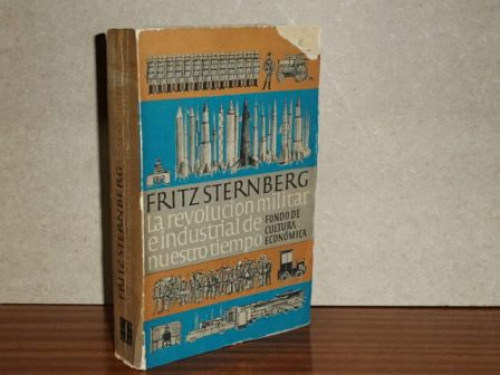 FRITZ STERNBERG
La revolución militar
e industrial de
nuestro tiempo
FONDO DE
CULTURA
ECONÓMICA
FRITZ STERNBERG